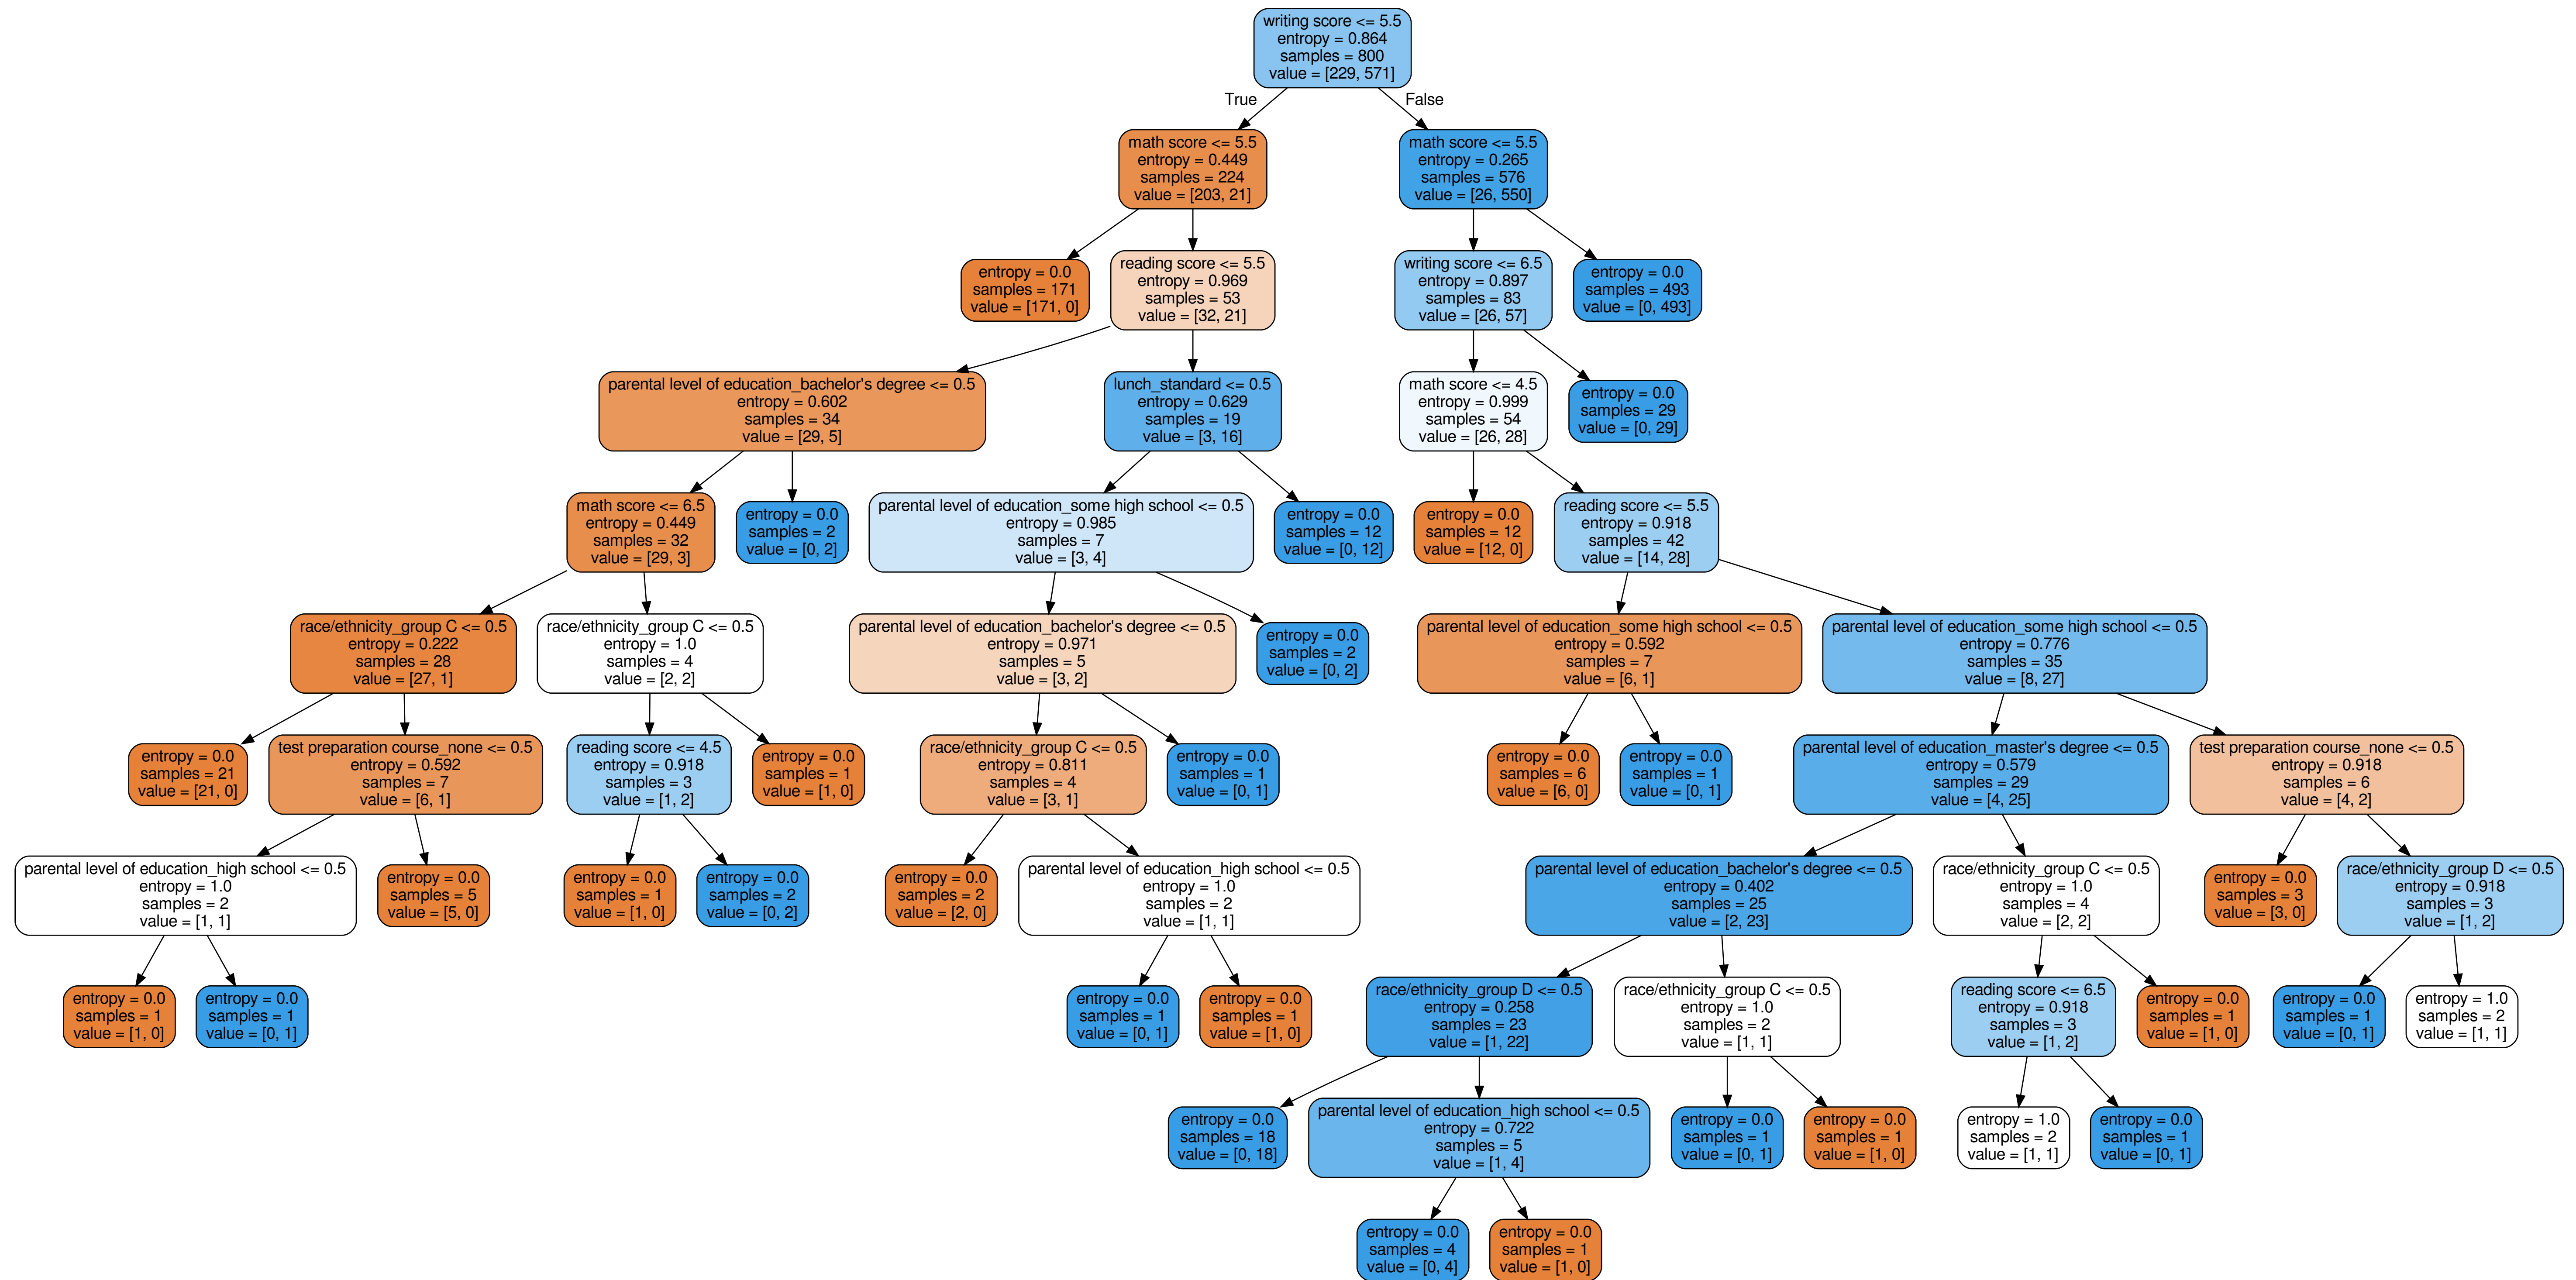 writing score <= 5.5
entropy = 0.864
samples = 800
value = [229, 571]
True
False
math score <= 5.5
entropy = 0.449
samples = 224
value = [203, 21]
math score <= 5.5
entropy = 0.265
samples = 576
value = [26, 550]
entropy = 0.0
samples = 171
value = [171, 0]
reading score <= 5.5
entropy = 0.969
samples = 53
value = [32, 21]
writing score <= 6.5
entropy = 0.897
samples = 83
value = [26, 57]
entropy = 0.0
samples = 493
value = [0, 493]
parental level of education_bachelor's degree <= 0.5
entropy = 0.602
samples = 34
value = [29, 5]
lunch_standard <= 0.5
entropy = 0.629
samples = 19
value = [3, 16]
math score <= 4.5
entropy = 0.999
samples = 54
value = [26, 28]
entropy = 0.0
samples = 29
value = [0, 29]
math score <= 6.5
entropy = 0.449
samples = 32
value = [29, 3]
entropy = 0.0
samples = 2
value = [0, 2]
parental level of education_some high school <= 0.5
entropy = 0.985
samples = 7
value = [3, 4]
entropy = 0.0
samples = 12
value = [0, 12]
entropy = 0.0
samples = 12
value = [12, 0]
reading score <= 5.5
entropy = 0.918
samples = 42
value = [14, 28]
race/ethnicity_group C <= 0.5
entropy = 0.222
samples = 28
value = [27, 1]
race/ethnicity_group C <= 0.5
entropy = 1.0
samples = 4
value = [2, 2]
parental level of education_bachelor's degree <= 0.5
entropy = 0.971
samples = 5
value = [3, 2]
entropy = 0.0
samples = 2
value = [0, 2]
parental level of education_some high school <= 0.5
entropy = 0.592
samples = 7
value = [6, 1]
parental level of education_some high school <= 0.5
entropy = 0.776
samples = 35
value = [8, 27]
entropy = 0.0
samples = 21
value = [21, 0]
test preparation course_none <= 0.5
entropy = 0.592
samples = 7
value = [6, 1]
reading score <= 4.5
entropy = 0.918
samples = 3
value = [1, 2]
entropy = 0.0
samples = 1
value = [1, 0]
race/ethnicity_group C <= 0.5
entropy = 0.811
samples = 4
value = [3, 1]
entropy = 0.0
samples = 1
value = [0, 1]
entropy = 0.0
samples = 6
value = [6, 0]
entropy = 0.0
samples = 1
value = [0, 1]
parental level of education_master's degree <= 0.5
entropy = 0.579
samples = 29
value = [4, 25]
test preparation course_none <= 0.5
entropy = 0.918
samples = 6
value = [4, 2]
parental level of education_high school <= 0.5
entropy = 1.0
samples = 2
value = [1, 1]
entropy = 0.0
samples = 5
value = [5, 0]
entropy = 0.0
samples = 1
value = [1, 0]
entropy = 0.0
samples = 2
value = [0, 2]
entropy = 0.0
samples = 2
value = [2, 0]
parental level of education_high school <= 0.5
entropy = 1.0
samples = 2
value = [1, 1]
parental level of education_bachelor's degree <= 0.5
entropy = 0.402
samples = 25
value = [2, 23]
race/ethnicity_group C <= 0.5
entropy = 1.0
samples = 4
value = [2, 2]
entropy = 0.0
samples = 3
value = [3, 0]
race/ethnicity_group D <= 0.5
entropy = 0.918
samples = 3
value = [1, 2]
entropy = 0.0
samples = 1
value = [1, 0]
entropy = 0.0
samples = 1
value = [0, 1]
entropy = 0.0
samples = 1
value = [0, 1]
entropy = 0.0
samples = 1
value = [1, 0]
race/ethnicity_group D <= 0.5
entropy = 0.258
samples = 23
value = [1, 22]
race/ethnicity_group C <= 0.5
entropy = 1.0
samples = 2
value = [1, 1]
reading score <= 6.5
entropy = 0.918
samples = 3
value = [1, 2]
entropy = 0.0
samples = 1
value = [1, 0]
entropy = 0.0
samples = 1
value = [0, 1]
entropy = 1.0
samples = 2
value = [1, 1]
entropy = 0.0
samples = 18
value = [0, 18]
parental level of education_high school <= 0.5
entropy = 0.722
samples = 5
value = [1, 4]
entropy = 0.0
samples = 1
value = [0, 1]
entropy = 0.0
samples = 1
value = [1, 0]
entropy = 1.0
samples = 2
value = [1, 1]
entropy = 0.0
samples = 1
value = [0, 1]
entropy = 0.0
samples = 4
value = [0, 4]
entropy = 0.0
samples = 1
value = [1, 0]